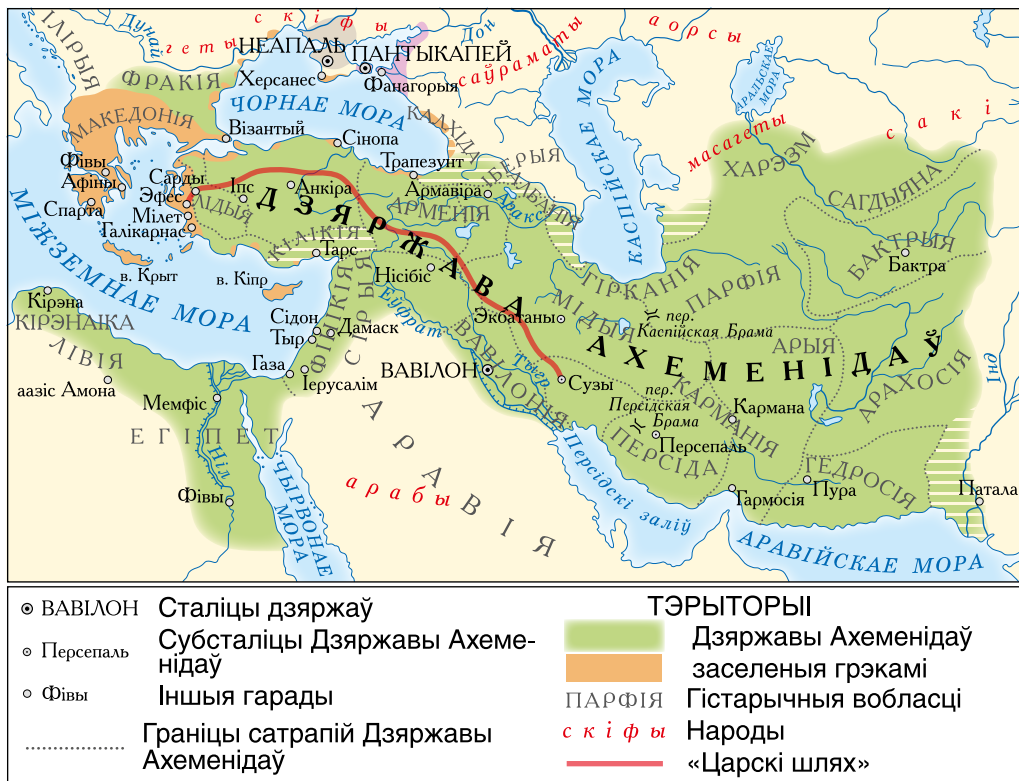 ІЛІРЫЯ
Дунай
скіфы
геты
НЕАПАЛЬ
ПАНТЫКАПЕЙ
Дон
саўраматы
аорсы
ФРАКІЯ
Херсанес
Фанагорыя
ЧОРНАЕ МОРА
КАСПІЙСКАЕ МОРА
АРАЛЬСКАЕ МОРА
МАКЕДОНІЯ
Візантый
Сінопа
КАЛХІДА
масагеты
сакі
Фівы
Афіны
Спарта
Сарды
Эфес
Мілет
Галікарнас
Іпс
ЛІДЫЯ
Анкіра
Трапезунт
Армавіра
ІБЕРЫЯ
АЛЬБАНІЯ
АРМЕНІЯ
Аракс
ХАРЭЗМ
САГДЫЯНА
БАКТРЫЯ
Бактра
КІЛІКІЯ
Тарс
ДЗЯРЖАВА АХЕМЕНІДАЎ
МІЖЗЕМНАЕ МОРА
в. Крыт
в. Кіпр
Нісібіс
ГІРКАНІЯ
ПАРФІЯ
МІДЫЯ
Экбатаны
пер.
Каспійская Брама
Кірэна
КІРЭНАІКА
ЛІВІЯ
Сідон
Тыр
Дамаск
ФІНІКІЯ
СІРЫЯ
Еўфрат
Тыгр
ВАВІЛОНІЯ
ВАВІЛОН
Сузы
АРЫЯ
АРАХОСІЯ
Інд
аазіс Амона
Мемфіс
Газа
Іерусалім
пер.
Персідская
Брама
Персепаль
ПЕРСІДА
КАРМАНІЯ
Кармана
ЕГІПЕТ
Ніл
Фівы
ЧЫРВОНАЕ
МОРА
АРАВІЯ
арабы
Персідскі заліў
Гармосія
Пура
ГЕДРОСІЯ
Патала
АРАВІЙСКАЕ МОРА
ВАВІЛОН Сталіцы дзяржаў
Персепаль Субсталіцы Дзяржавы Ахеме-
нідаў
Фівы Іншыя гарады
Граніцы сатрапій Дзяржавы
Ахеменідаў
ТЭРЫТОРЫІ
Дзяржавы Ахеменідаў
заселеныя грэкамі
ПАРФІЯ Гістарычныя вобласці
скіфы Народы
«Царскі шлях»